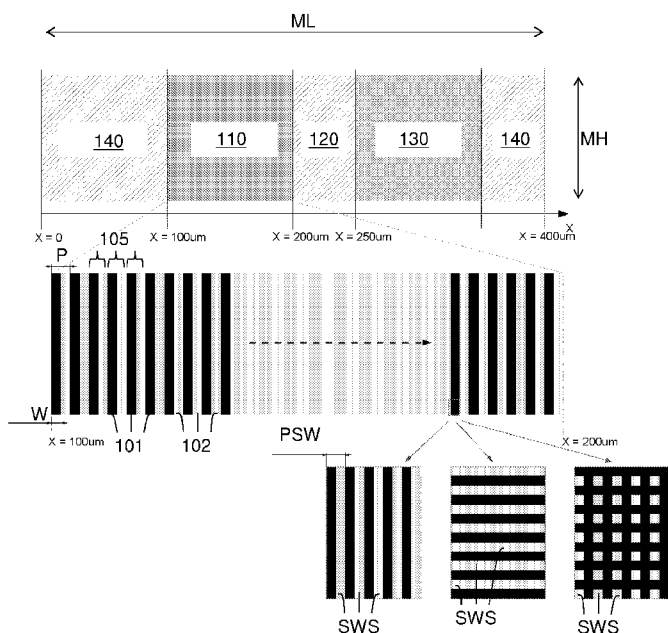 ML
140
110
120
130
140
MH
X
X = 0
X = 100um
X = 200um
X = 250um
X = 400um
105
P
W
X = 100um
101
102
X = 200um
PSW
SWS
SWS
SWS